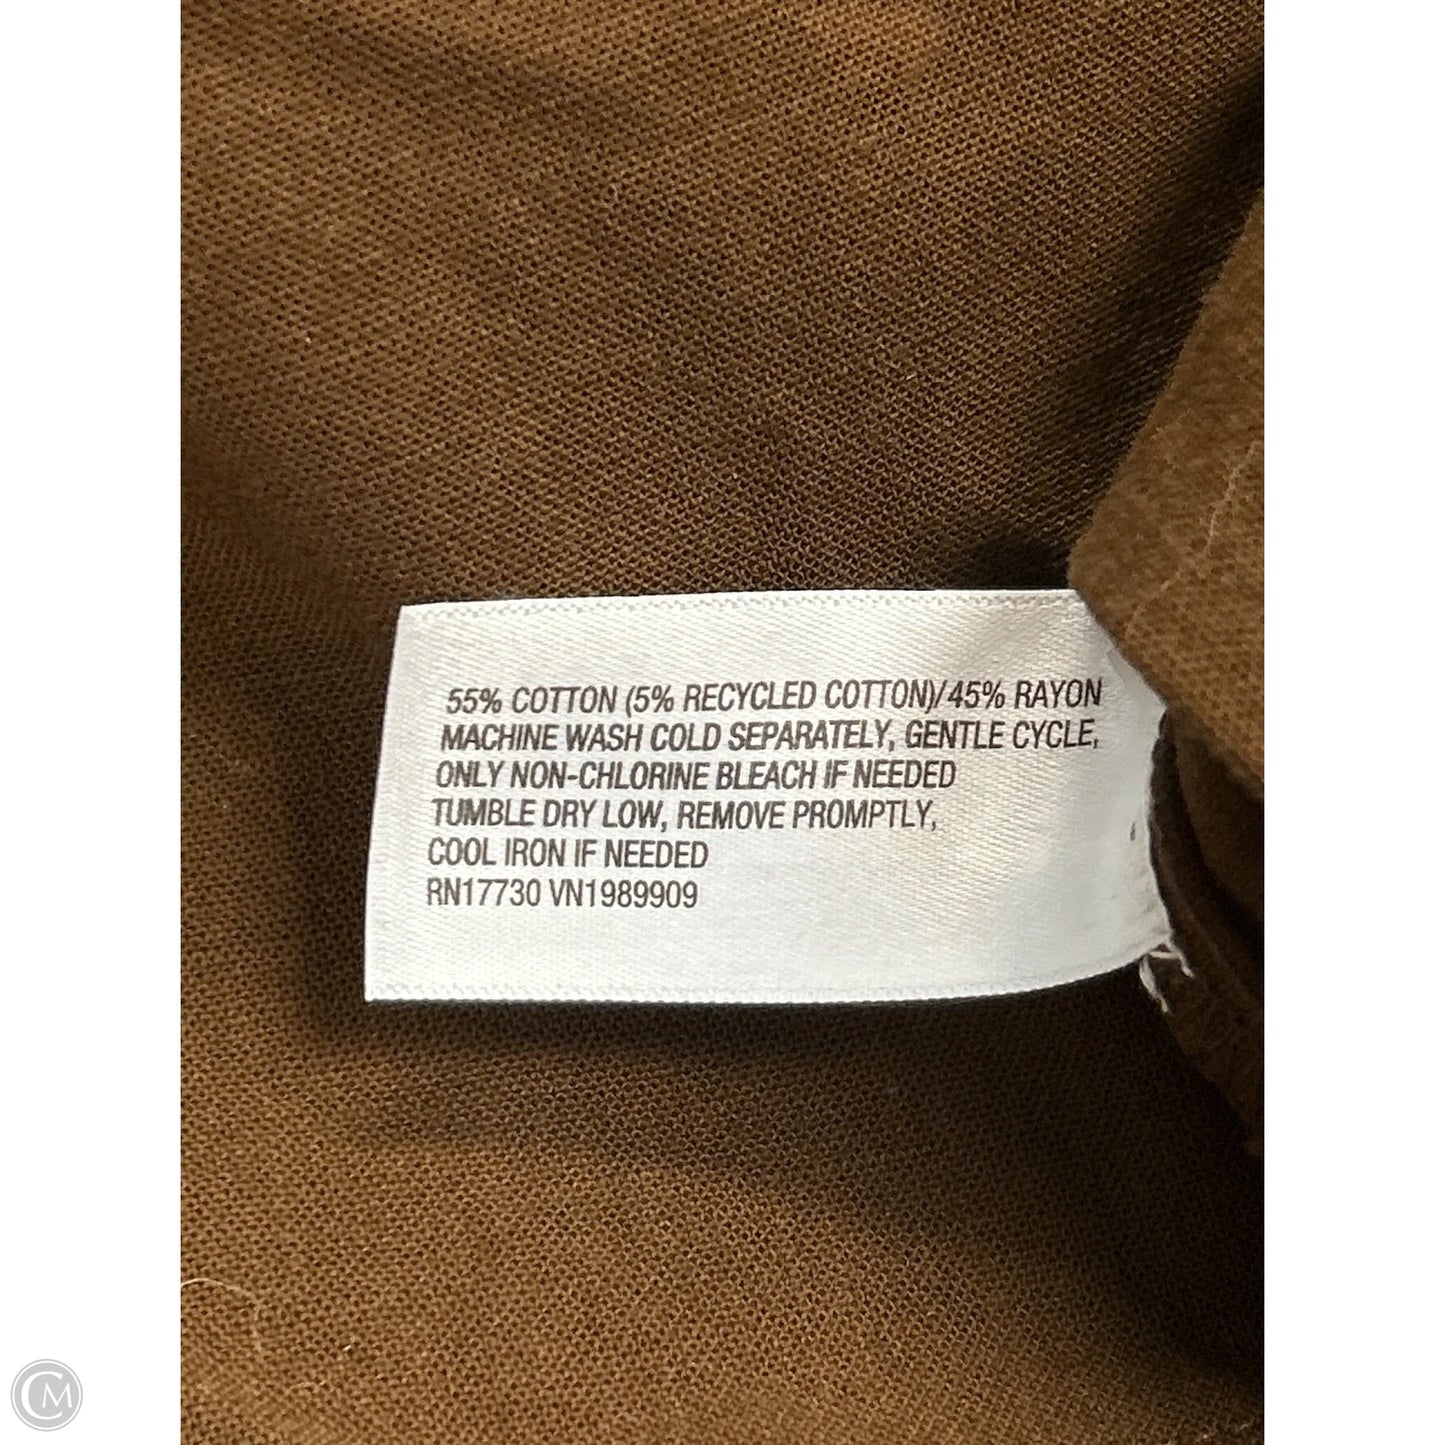 55% COTTON (5% RECYCLED COTTON)/45% RAYON
MACHINE WASH COLD SEPARATELY, GENTLE CYCLE,
ONLY NON-CHLORINE BLEACH IF NEEDED
TUMBLE DRY LOW, REMOVE PROMPTLY,
COOL IRON IF NEEDED
RN17730 VN1989909
CM